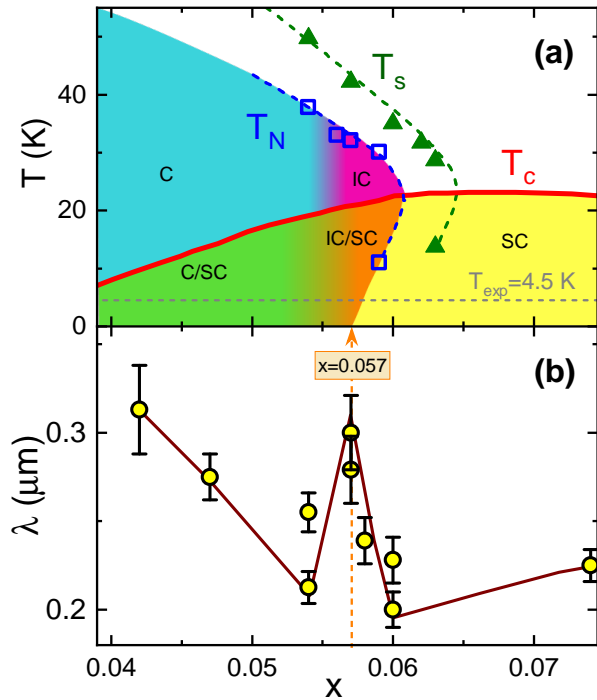 (a)
T (K)
40
20
0
T_s
T_N
T_c
C
IC
C/SC
IC/SC
SC
T_exp=4.5 K
x=0.057
(b)
λ (μm)
0.3
0.2
0.04
0.05
0.06
0.07
x